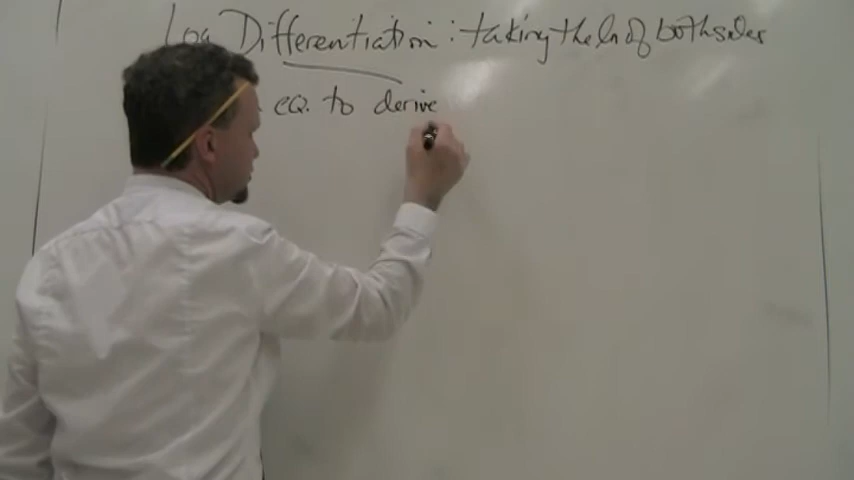 Log Differentiation: taking the ln of both sides
eq. to derive